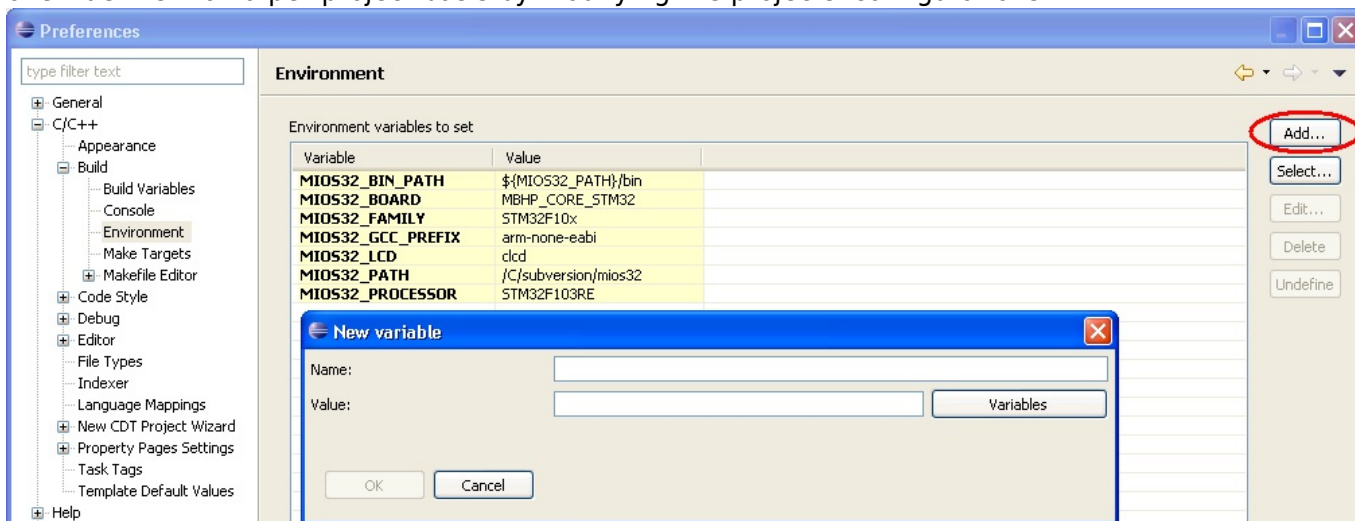 Preferences
type filter text
Environment
General
C/C++
Appearance
Build
Build Variables
Console
Environment
Make Targets
Makefile Editor
Code Style
Debug
Editor
File Types
Indexer
Language Mappings
New CDT Project Wizard
Property Pages Settings
Task Tags
Template Default Values
Help
Environment variables to set
Variable Value
MIOS32_BIN_PATH ${MIOS32_PATH}/bin
MIOS32_BOARD MBHP_CORE_STM32
MIOS32_FAMILY STM32F10x
MIOS32_GCC_PREFIX arm-none-eabi
MIOS32_LCD clcd
MIOS32_PATH /C/subversion/mios32
MIOS32_PROCESSOR STM32F103RE
Add...
Select...
Edit...
Delete
Undefine
New variable
Name:
Value:
Variables
OK Cancel